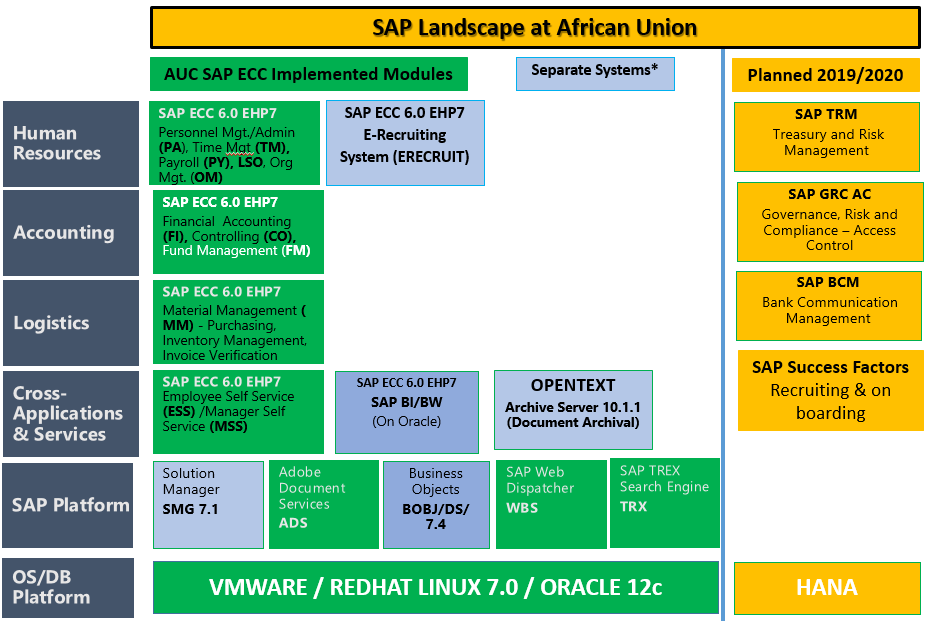 SAP Landscape at African Union
AUC SAP ECC Implemented Modules
Separate Systems*
Planned 2019/2020
Human
Resources
SAP ECC 6.0 EHP7
Personnel Mgt./Admin
(PA), Time Mgt (TM),
Payroll (PY), LSO, Org
Mgt. (OM)
SAP ECC 6.0 EHP7
E-Recruiting
System (ERECRUIT)
SAP TRM
Treasury and Risk
Management
Accounting
SAP ECC 6.0 EHP7
Financial Accounting
(FI), Controlling (CO),
Fund Management (FM)
SAP GRC AC
Governance, Risk and
Compliance – Access
Control
Logistics
SAP ECC 6.0 EHP7
Material Management (
MM) - Purchasing,
Inventory Management,
Invoice Verification
SAP BCM
Bank Communication
Management
Cross-
Applications
& Services
SAP ECC 6.0 EHP7
Employee Self Service
(ESS) /Manager Self
Service (MSS)
SAP ECC 6.0 EHP7
SAP BI/BW
(On Oracle)
OPENTEXT
Archive Server 10.1.1
(Document Archival)
SAP Success Factors
Recruiting & on
boarding
SAP Platform
Solution
Manager
SMG 7.1
Adobe
Document
Services
ADS
Business
Objects
BOBJ/DS/
7.4
SAP Web
Dispatcher
WBS
SAP TREX
Search Engine
TRX
OS/DB
Platform
VMWARE / REDHAT LINUX 7.0 / ORACLE 12c
HANA